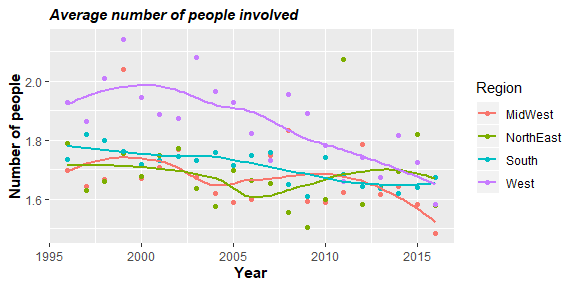 Average number of people involved
Number of people
2.0
1.8
1.6
1995
2000
2005
2010
2015
Year
Region
MidWest
NorthEast
South
West